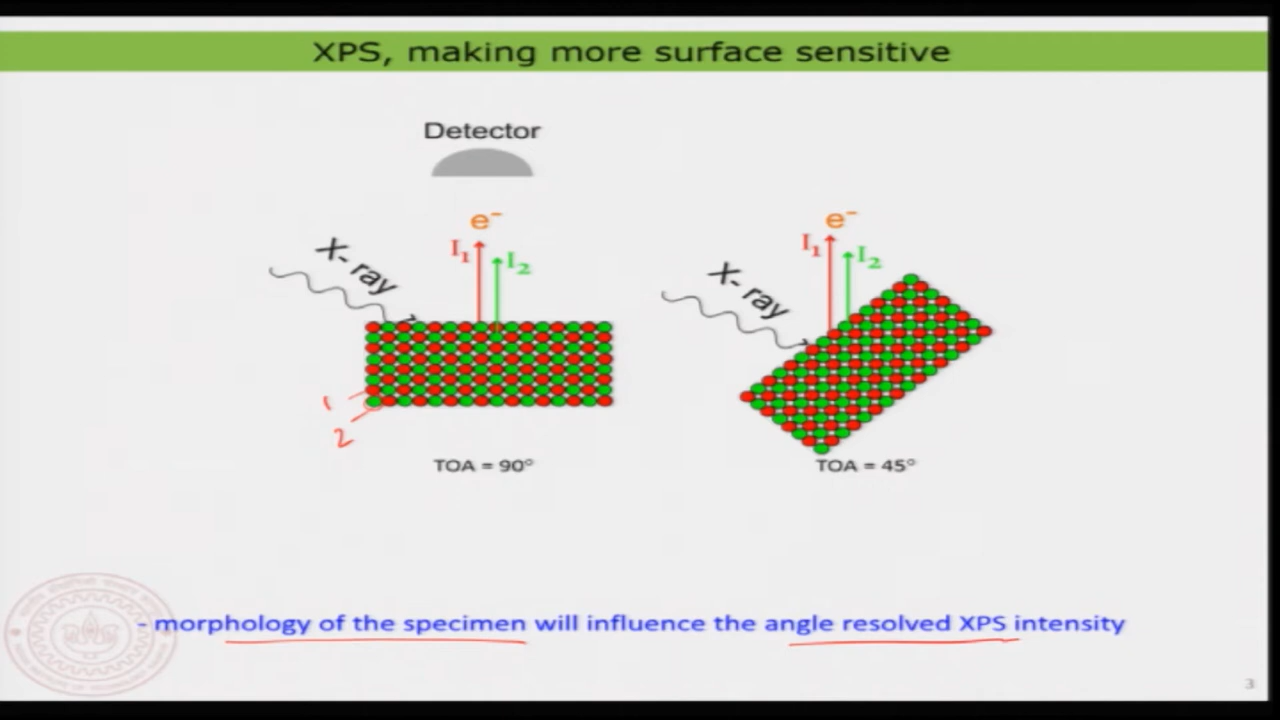 XPS, making more surface sensitive
Detector
e⁻
e⁻
X- ray
I₁
I₂
X- ray
I₁
I₂
1
2
TOA = 90°
TOA = 45°
- morphology of the specimen will influence the angle resolved XPS intensity
3